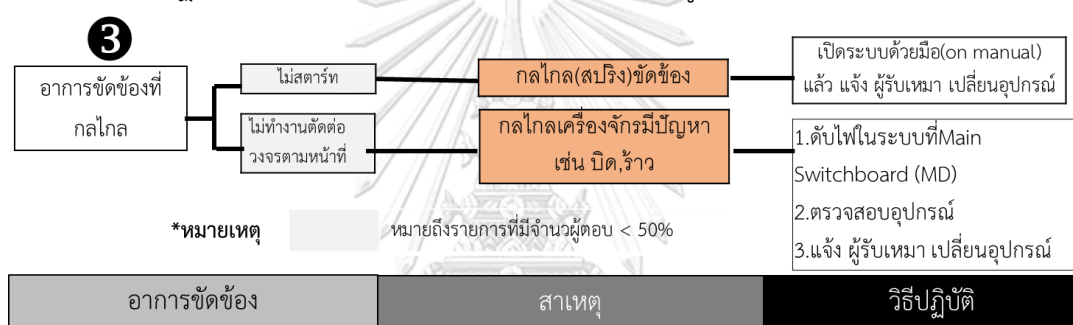 3
อาการขัดข้องที่
กลไกล
ไม่สตาร์ท
ไม่ทำงานตัดต่อ
วงจรตามหน้าที่
กลไกล(สปริง)ขัดข้อง
กลไกลเครื่องจักรมีปัญหา
เช่น บิด,ร้าว
เปิดระบบด้วยมือ(on manual)
แล้ว แจ้ง ผู้รับเหมา เปลี่ยนอุปกรณ์
1.ดับไฟในระบบที่Main
Switchboard (MD)
2.ตรวจสอบอุปกรณ์
3.แจ้ง ผู้รับเหมา เปลี่ยนอุปกรณ์
*หมายเหตุ
หมายถึงรายการที่มีจำนวผู้ตอบ < 50%
อาการขัดข้อง
สาเหตุ
วิธีปฏิบัติ